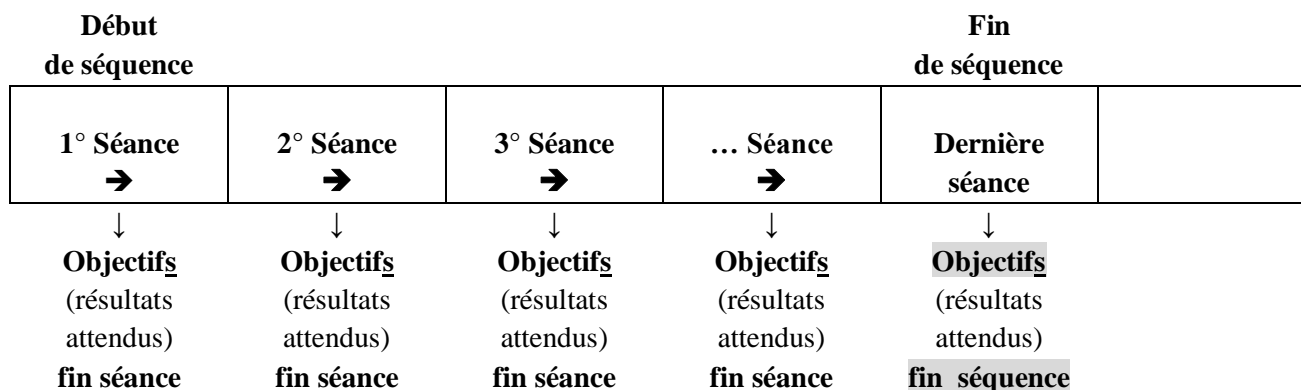 Début Fin
de séquence de séquence
1° Séance 2° Séance 3° Séance … Séance Dernière
➔ ➔ ➔ ➔ séance
↓ ↓ ↓ ↓ ↓
Objectifs Objectifs Objectifs Objectifs Objectifs
(résultats (résultats (résultats (résultats (résultats
attendus) attendus) attendus) attendus) attendus)
fin séance fin séance fin séance fin séance fin séquence